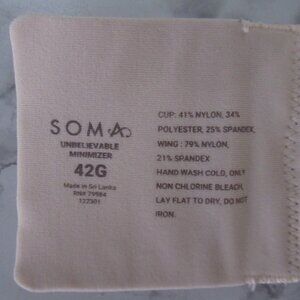 SOMA
UNBELIEVABLE
MINIMIZER
42G
Made in Sri Lanka
RN# 79984
122301
CUP: 41% NYLON, 34%
POLYESTER, 25% SPANDEX,
WING : 79% NYLON,
21% SPANDEX
HAND WASH COLD, ONLY
NON CHLORINE BLEACH,
LAY FLAT TO DRY, DO NOT
IRON.